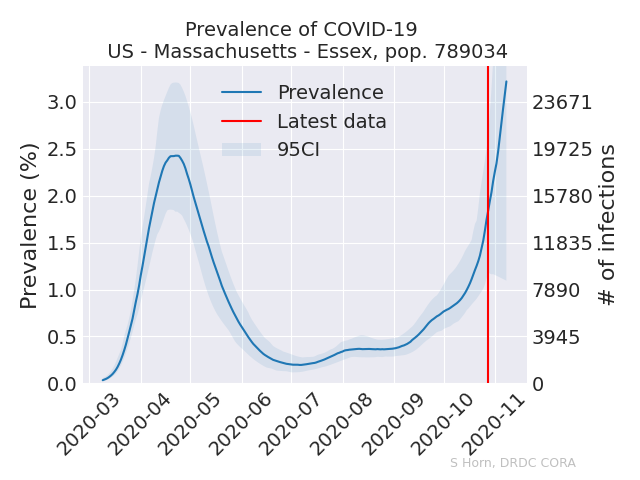 Prevalence of COVID-19
US - Massachusetts - Essex, pop. 789034
Prevalence
Latest data
95CI
Prevalence (%)
3.0
2.5
2.0
1.5
1.0
0.5
0.0
23671
19725
15780
11835
7890
3945
0
# of infections
2020-03
2020-04
2020-05
2020-06
2020-07
2020-08
2020-09
2020-10
2020-11
S Horn, DRDC CORA